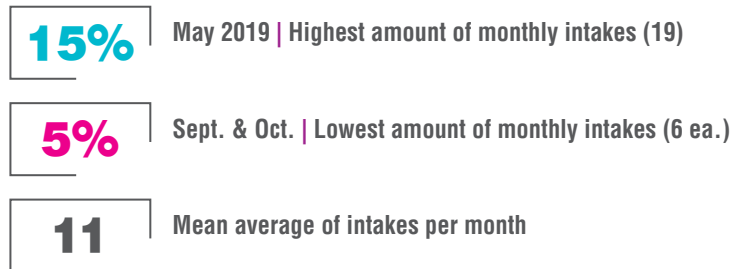 15% May 2019 | Highest amount of monthly intakes (19)
5% Sept. & Oct. | Lowest amount of monthly intakes (6 ea.)
11 Mean average of intakes per month